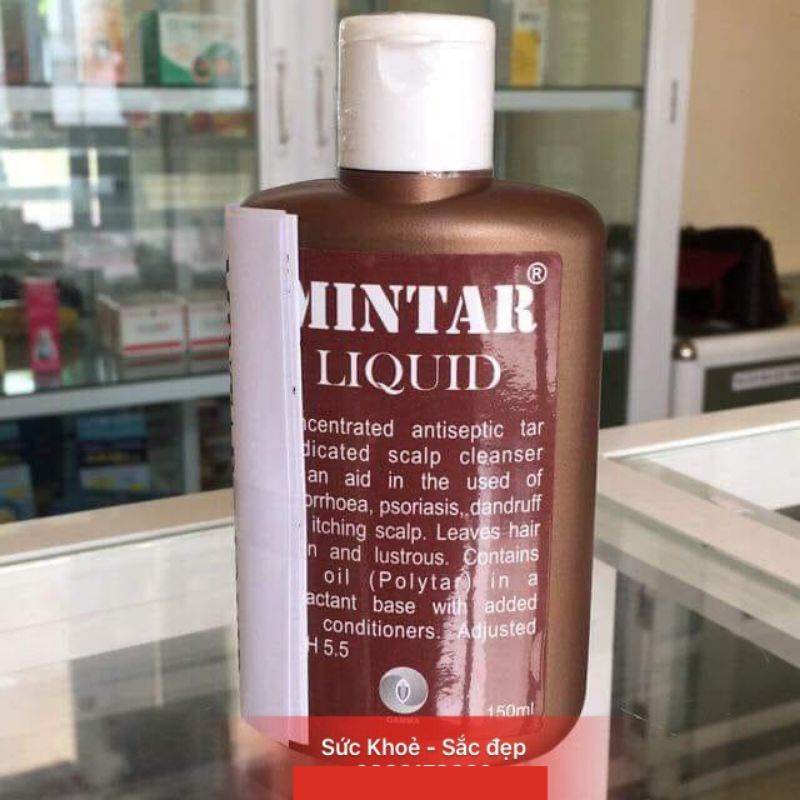 MINTAR®
LIQUID
ncentrated antiseptic tar
dicated scalp cleanser
an aid in the used of
orrhoea, psoriasis, dandruff
itching scalp. Leaves hair
n and lustrous. Contains
oil (Polytar) in a
actant base with added
conditioners. Adjusted
H 5.5
GAMMA
150ml
Sức Khoẻ - Sắc đẹp